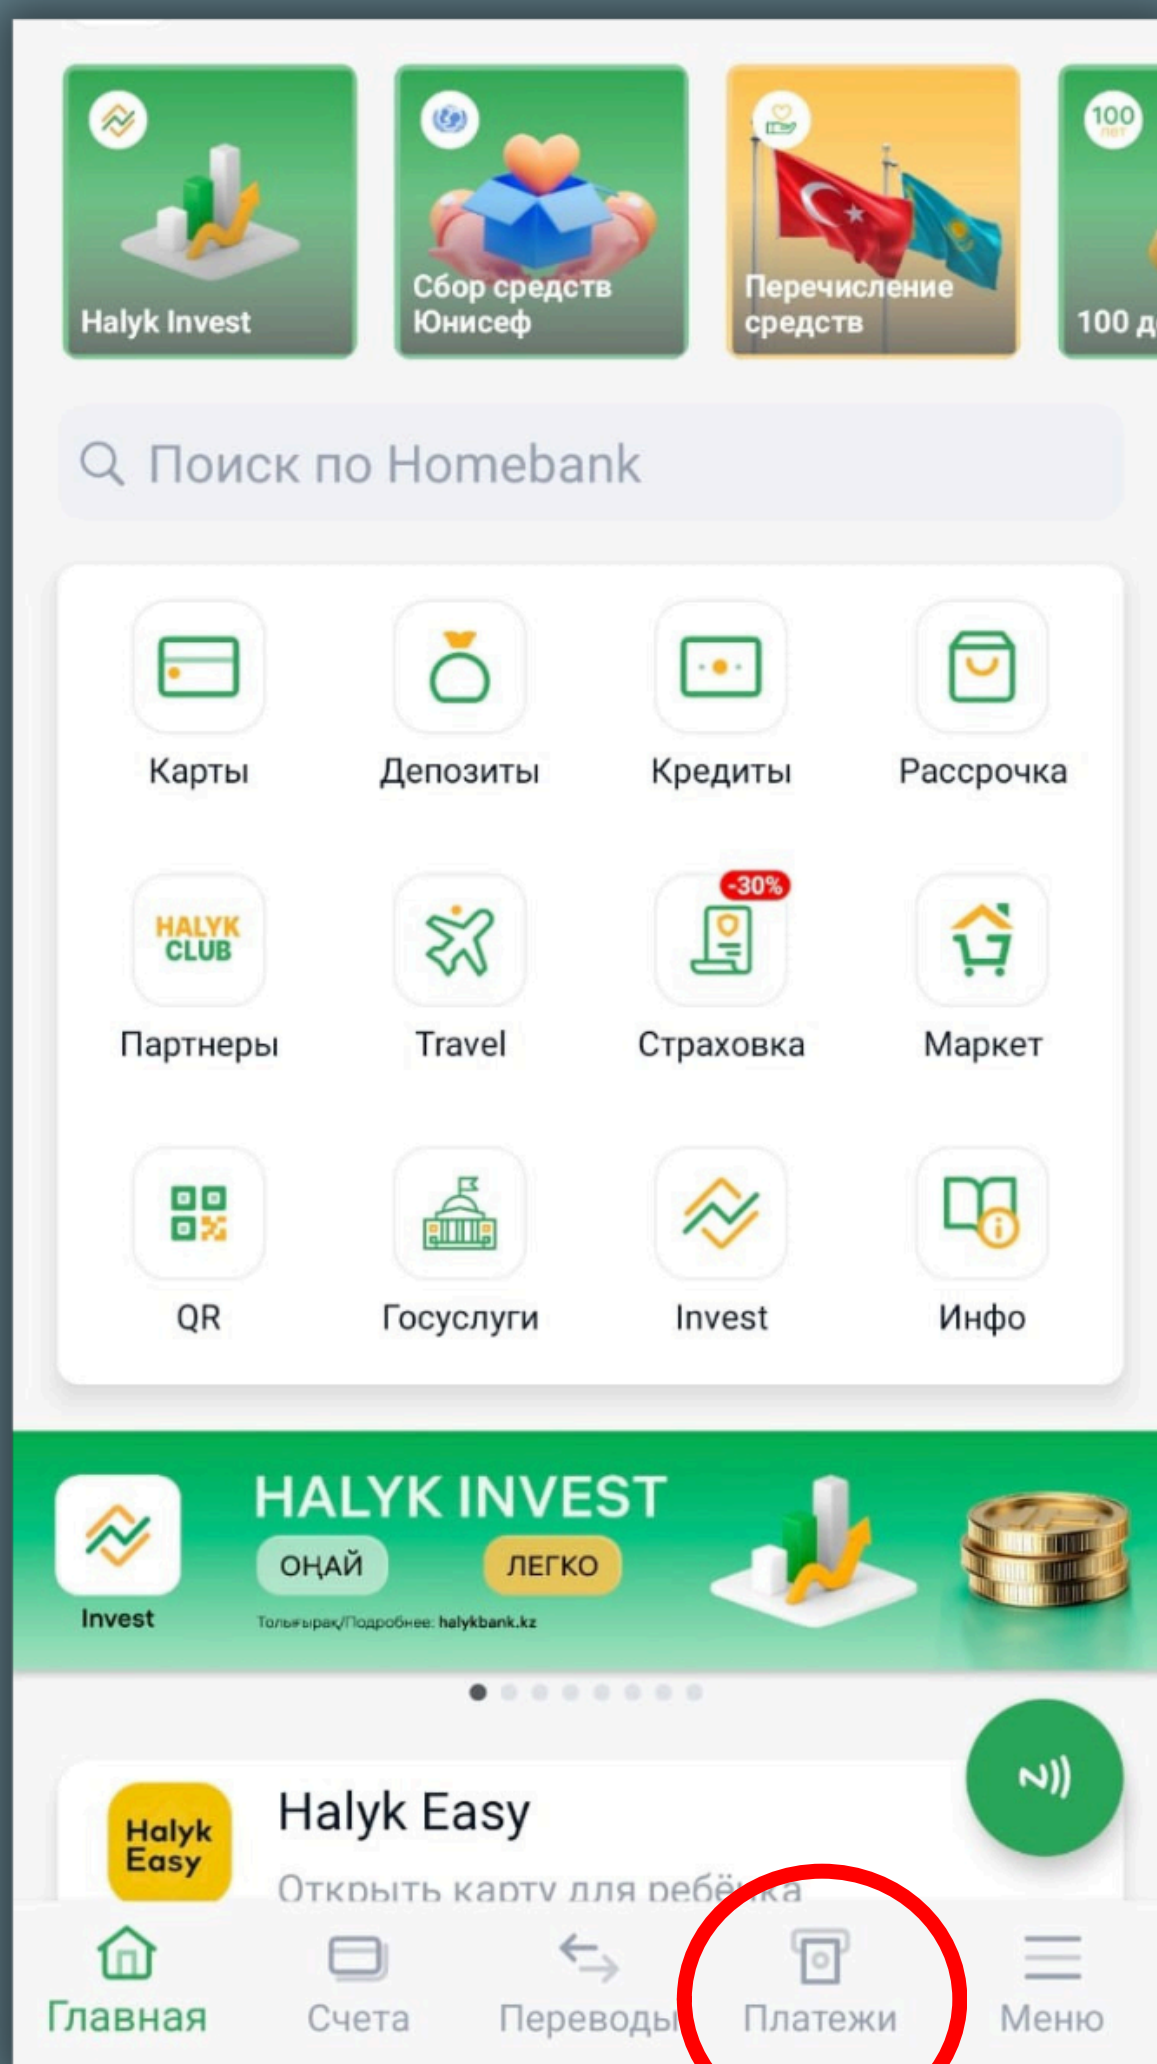 100
лет
Halyk Invest
Сбор средств
Юнисеф
Перечисление
средств
100 д
Поиск по Homebank
Карты
Депозиты
Кредиты
Рассрочка
-30%
HALYK
CLUB
Партнеры
Travel
Страховка
Маркет
QR
Госуслуги
Invest
Инфо
HALYK INVEST
ОҢАЙ
ЛЕГКО
Invest
Толығырақ/Подробнее: halykbank.kz
Halyk
Easy
Halyk Easy
Открыть карту для ребёнка
Главная
Счета
Переводы
Платежи
Меню